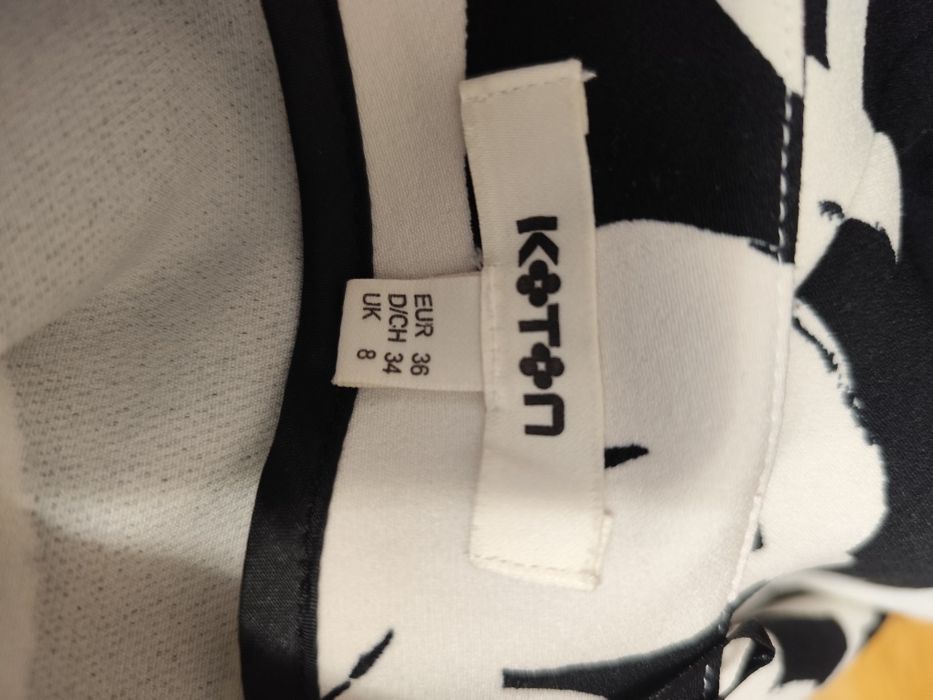 KOTON
EUR 36
D/CH 34
UK 8